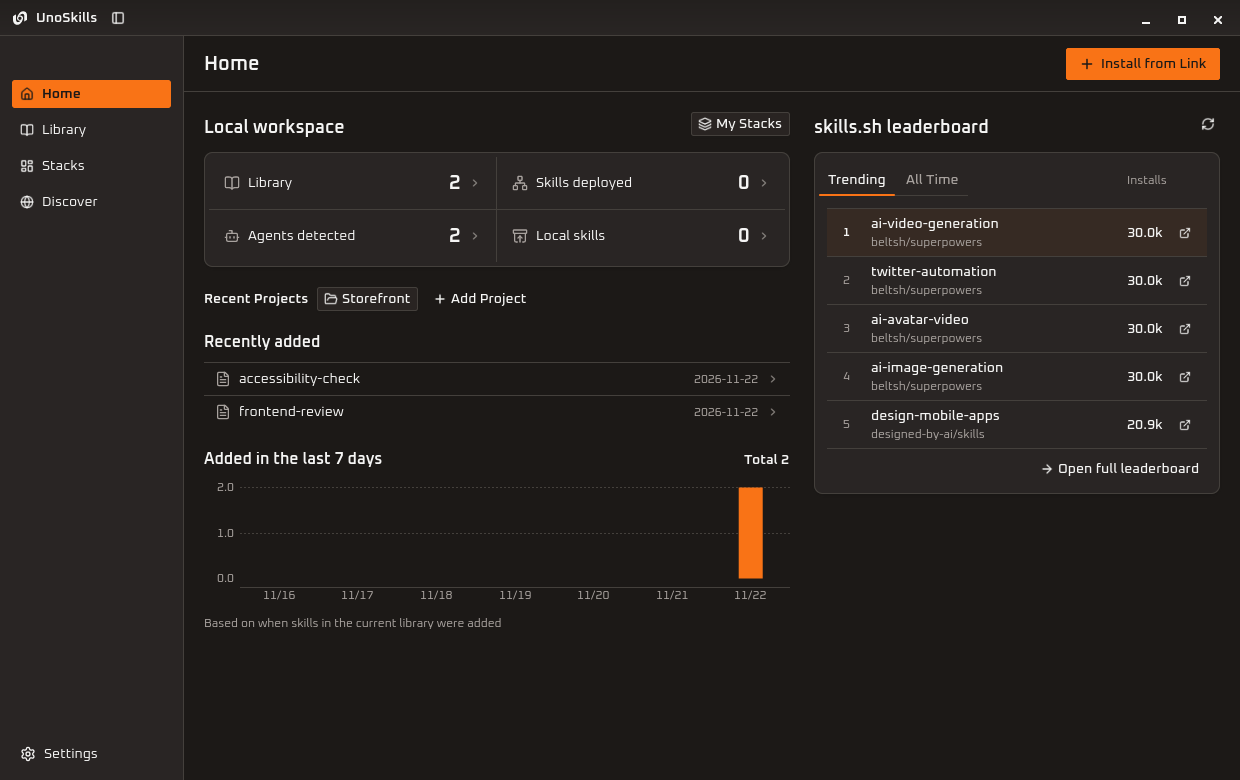 UnoSkills
Home
Library
Stacks
Discover
Settings
Home
Install from Link
Local workspace
My Stacks
Library 2
Skills deployed 0
Agents detected 2
Local skills 0
Recent Projects
Storefront
Add Project
Recently added
accessibility-check 2026-11-22
frontend-review 2026-11-22
Added in the last 7 days
Total 2
2.0
1.0
0.0
11/16 11/17 11/18 11/19 11/20 11/21 11/22
Based on when skills in the current library were added
skills.sh leaderboard
Trending All Time Installs
1 ai-video-generation 30.0k
beltsh/superpowers
2 twitter-automation 30.0k
beltsh/superpowers
3 ai-avatar-video 30.0k
beltsh/superpowers
4 ai-image-generation 30.0k
beltsh/superpowers
5 design-mobile-apps 20.9k
designed-by-ai/skills
Open full leaderboard